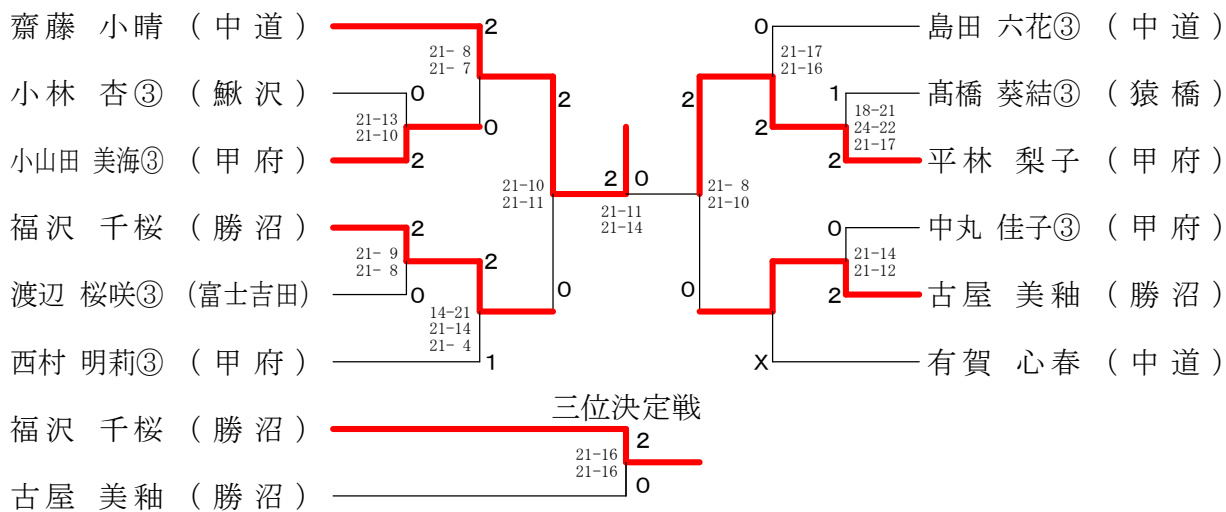 齋藤 小晴 （ 中 道 ）
小 林 杏③ （ 鰍 沢 ）
小山田 美海③ （ 甲 府 ）
福沢 千桜 （ 勝 沼 ）
渡辺 桜咲③ （富士吉田）
西村 明莉③ （ 甲 府 ）
2
21- 8
21- 7
0
21-13
21-10
2
0
2
21-10
21-11
2
21- 9
21- 8
0
2
14-21
21-14
21- 4
1
0
2 0
21-11
21-14
2
21- 8
21-10
0
0
21-17
21-16
2
1
18-21
24-22
21-17
2
0
21-14
21-12
2
X
島田 六花③ （ 中 道 ）
髙橋 葵結③ （ 猿 橋 ）
平林 梨子 （ 甲 府 ）
中丸 佳子③ （ 甲 府 ）
古屋 美釉 （ 勝 沼 ）
有賀 心春 （ 中 道 ）
三位決定戦
福沢 千桜 （ 勝 沼 ）
2
21-16
21-16
0
古屋 美釉 （ 勝 沼 ）